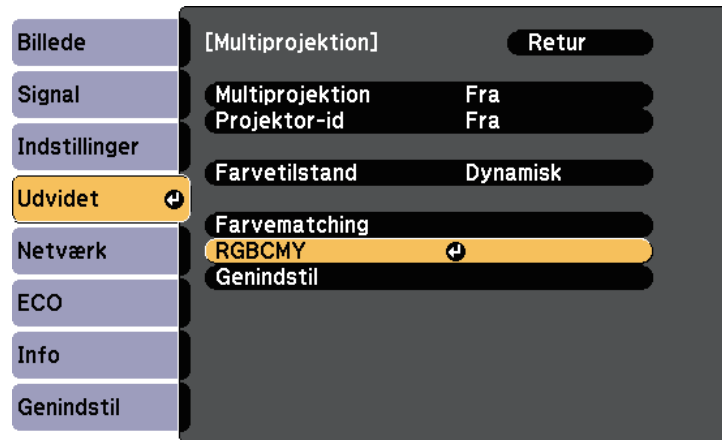 Billede
Signal
Indstillinger
Udvidet
Netværk
ECO
Info
Genindstil
[Multiprojektion] Retur
Multiprojektion Fra
Projektor-id Fra
Farvetilstand Dynamisk
Farvematching
RGBCMY
Genindstil